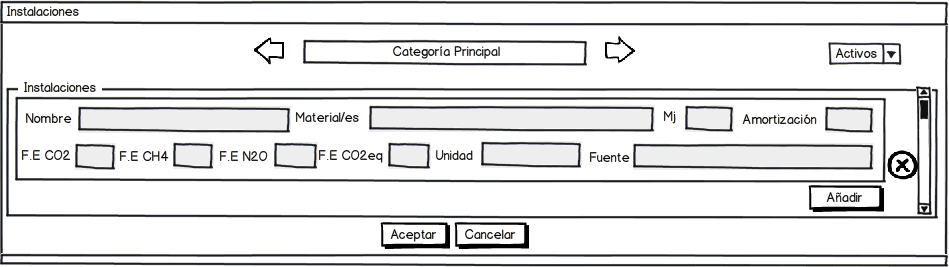 Instalaciones
Categoría Principal
Activos
Instalaciones
Nombre Material/es Mj Amortización
F.E CO2 F.E CH4 F.E N2O F.E CO2eq Unidad Fuente
Añadir
Aceptar Cancelar